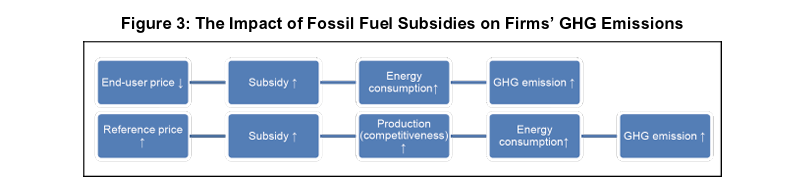 Figure 3: The Impact of Fossil Fuel Subsidies on Firms’ GHG Emissions
End-user price ↓
Subsidy ↑
Energy
consumption↑
GHG emission ↑
Reference price
↑
Subsidy ↑
Production
(competitiveness)
↑
Energy
consumption↑
GHG emission ↑